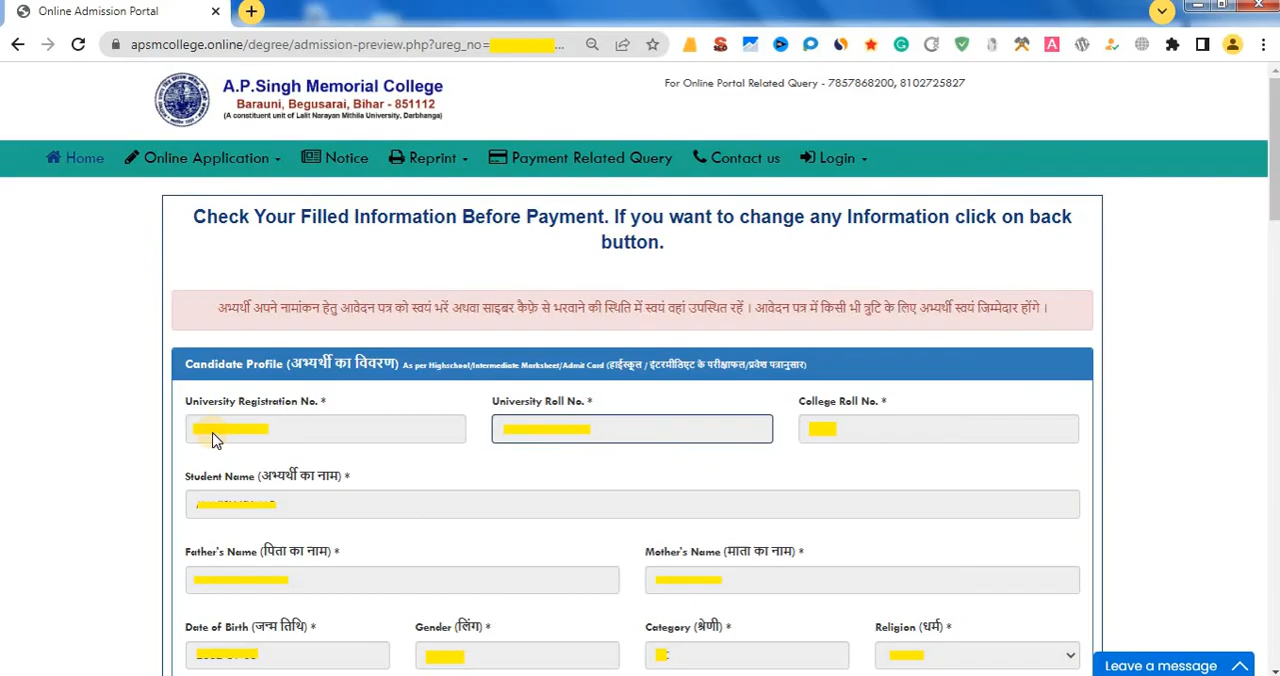 Online Admission Portal
apsmcollege.online/degree/admission-preview.php?ureg_no=
...
A.P.Singh Memorial College
Barauni, Begusarai, Bihar - 851112
(A constituent unit of Lalit Narayan Mithila University, Darbhanga)
For Online Portal Related Query - 7857868200, 8102725827
Home Online Application Notice Reprint Payment Related Query Contact us Login
Check Your Filled Information Before Payment. If you want to change any Information click on back
button.
अभ्यर्थी अपने नामांकन हेतु आवेदन पत्र को स्वयं भरें अथवा साइबर कैफ़े से भरवाने की स्थिति में स्वयं वहां उपस्थित रहें । आवेदन पत्र में किसी भी त्रुटि के लिए अभ्यर्थी स्वयं जिम्मेदार होंगे ।
Candidate Profile (अभ्यर्थी का विवरण) As per Highschool/Intermediate Marksheet/Admit Card (हाईस्कूल / इंटरमीडिएट के परीक्षाफल/प्रवेश पत्रानुसार)
University Registration No. * University Roll No. * College Roll No. *
Student Name (अभ्यर्थी का नाम) *
Father's Name (पिता का नाम) * Mother's Name (माता का नाम) *
Date of Birth (जन्म तिथि) * Gender (लिंग) * Category (श्रेणी) * Religion (धर्म) *
Leave a message